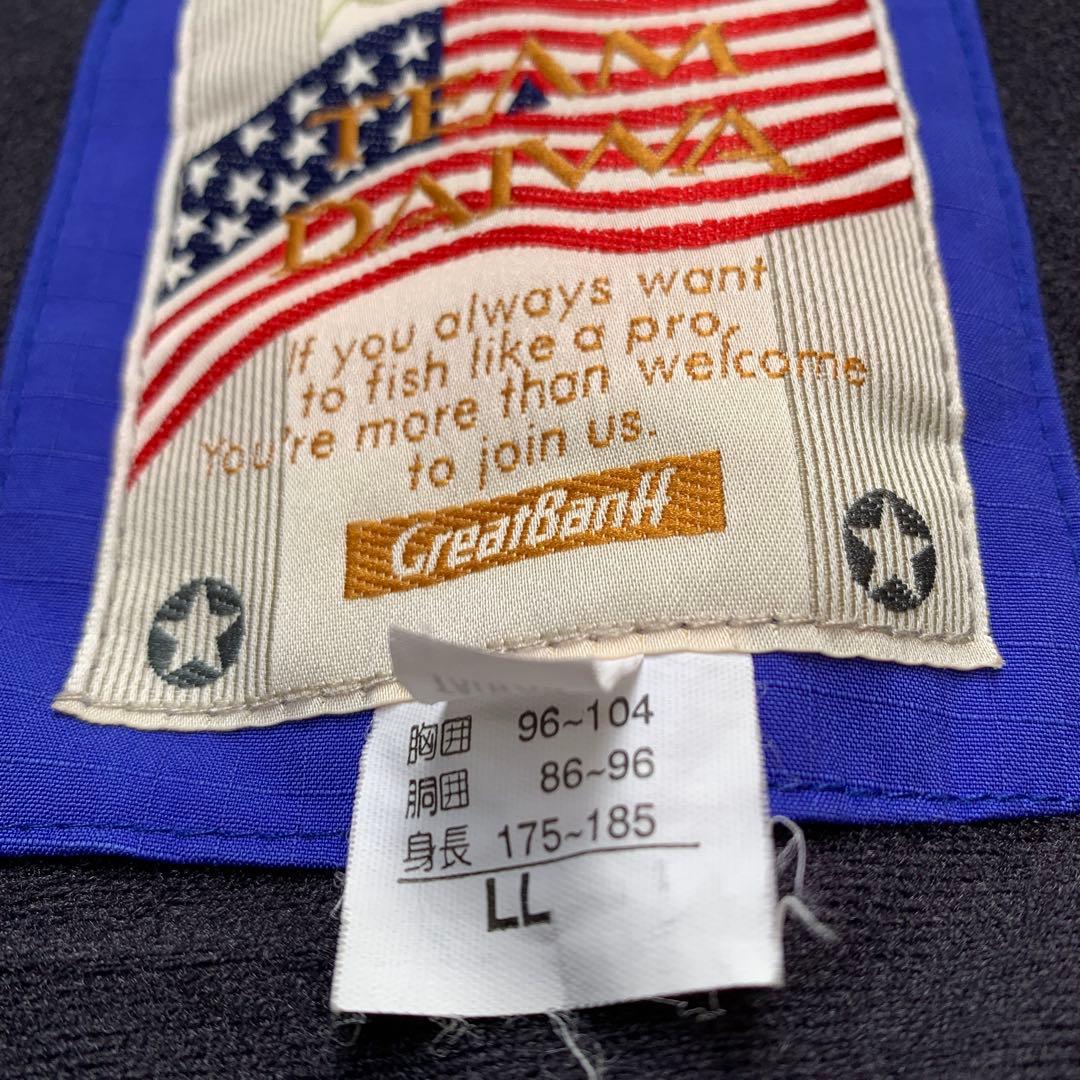 TEAM
DAIWA
If you always want
to fish like a pro,
You're more than welcome
to join us.
GreatBanH
胸囲 96~104
胴囲 86~96
身長 175~185
LL